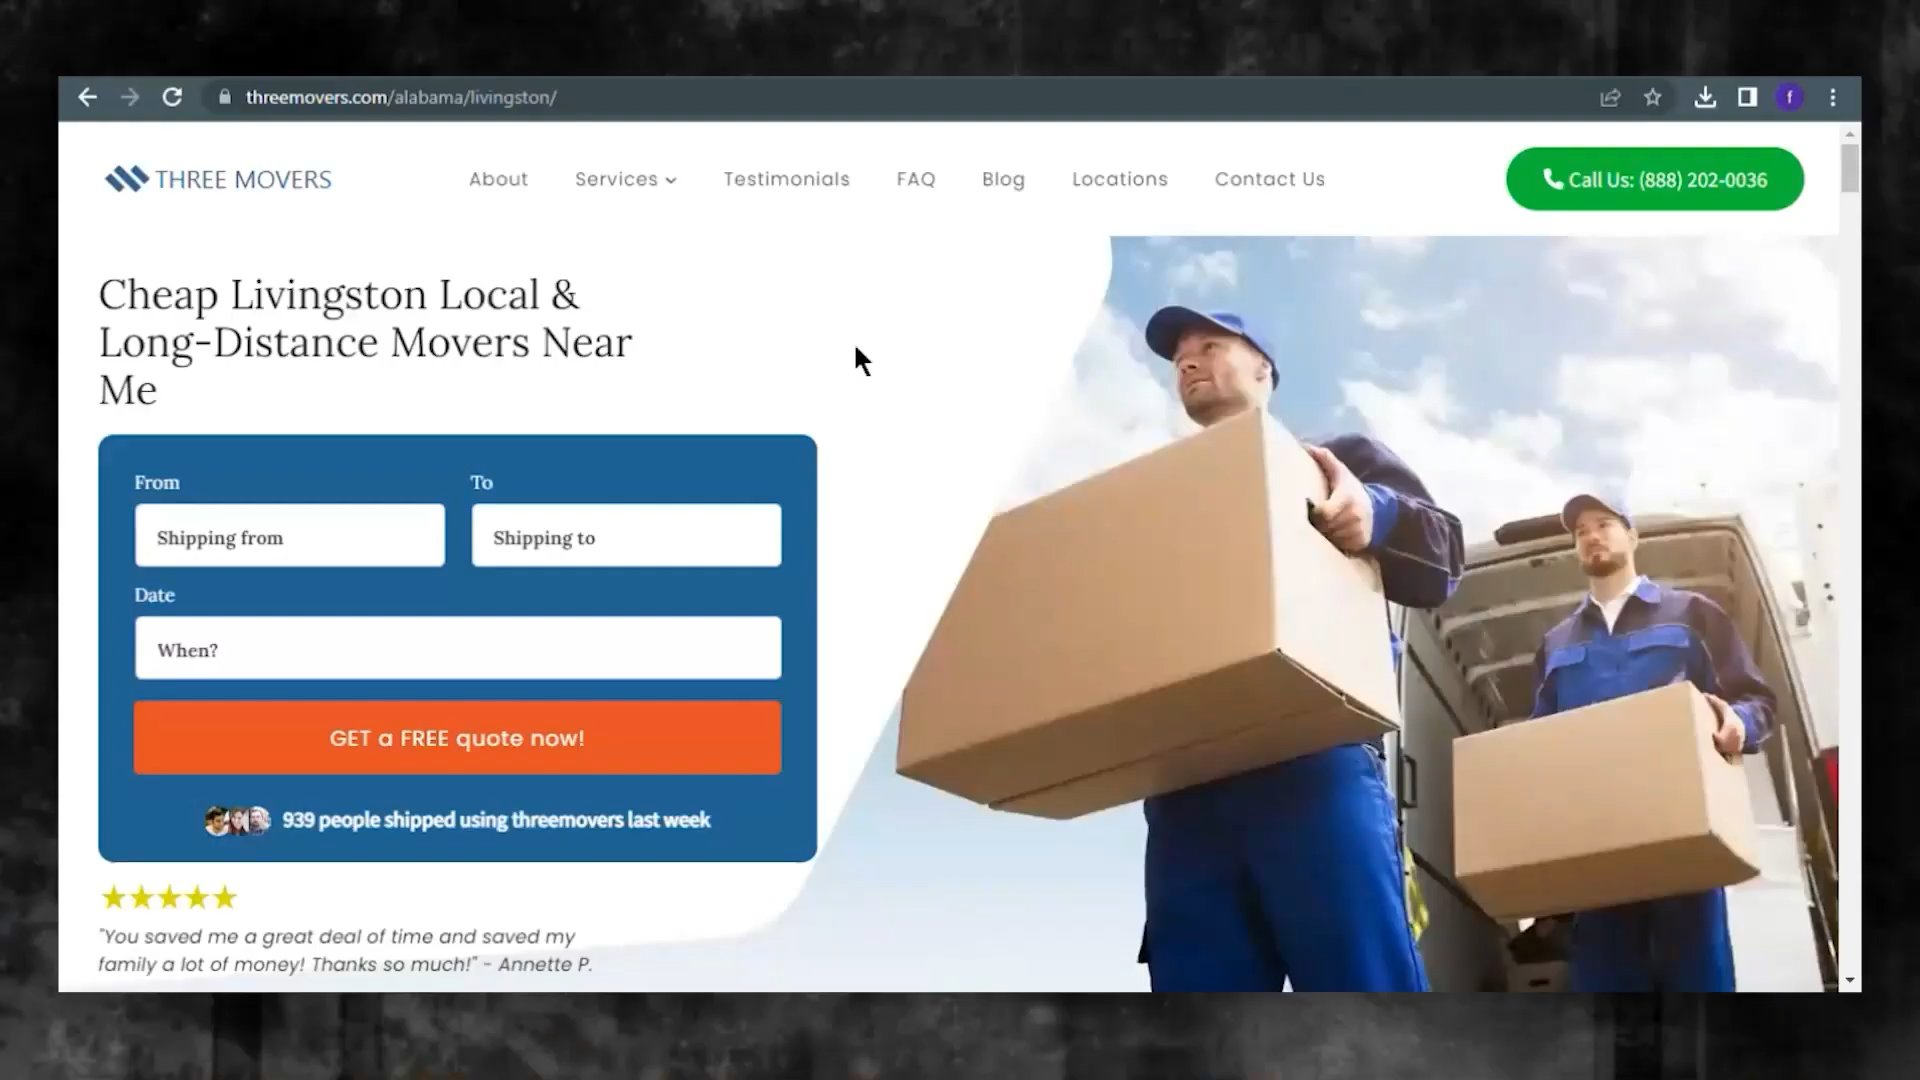 threemovers.com/alabama/livingston/
f
THREE MOVERS
About
Services
Testimonials
FAQ
Blog
Locations
Contact Us
Call Us: (888) 202-0036
Cheap Livingston Local &
Long-Distance Movers Near
Me
From
To
Shipping from
Shipping to
Date
When?
GET a FREE quote now!
939 people shipped using threemovers last week
"You saved me a great deal of time and saved my
family a lot of money! Thanks so much!" - Annette P.